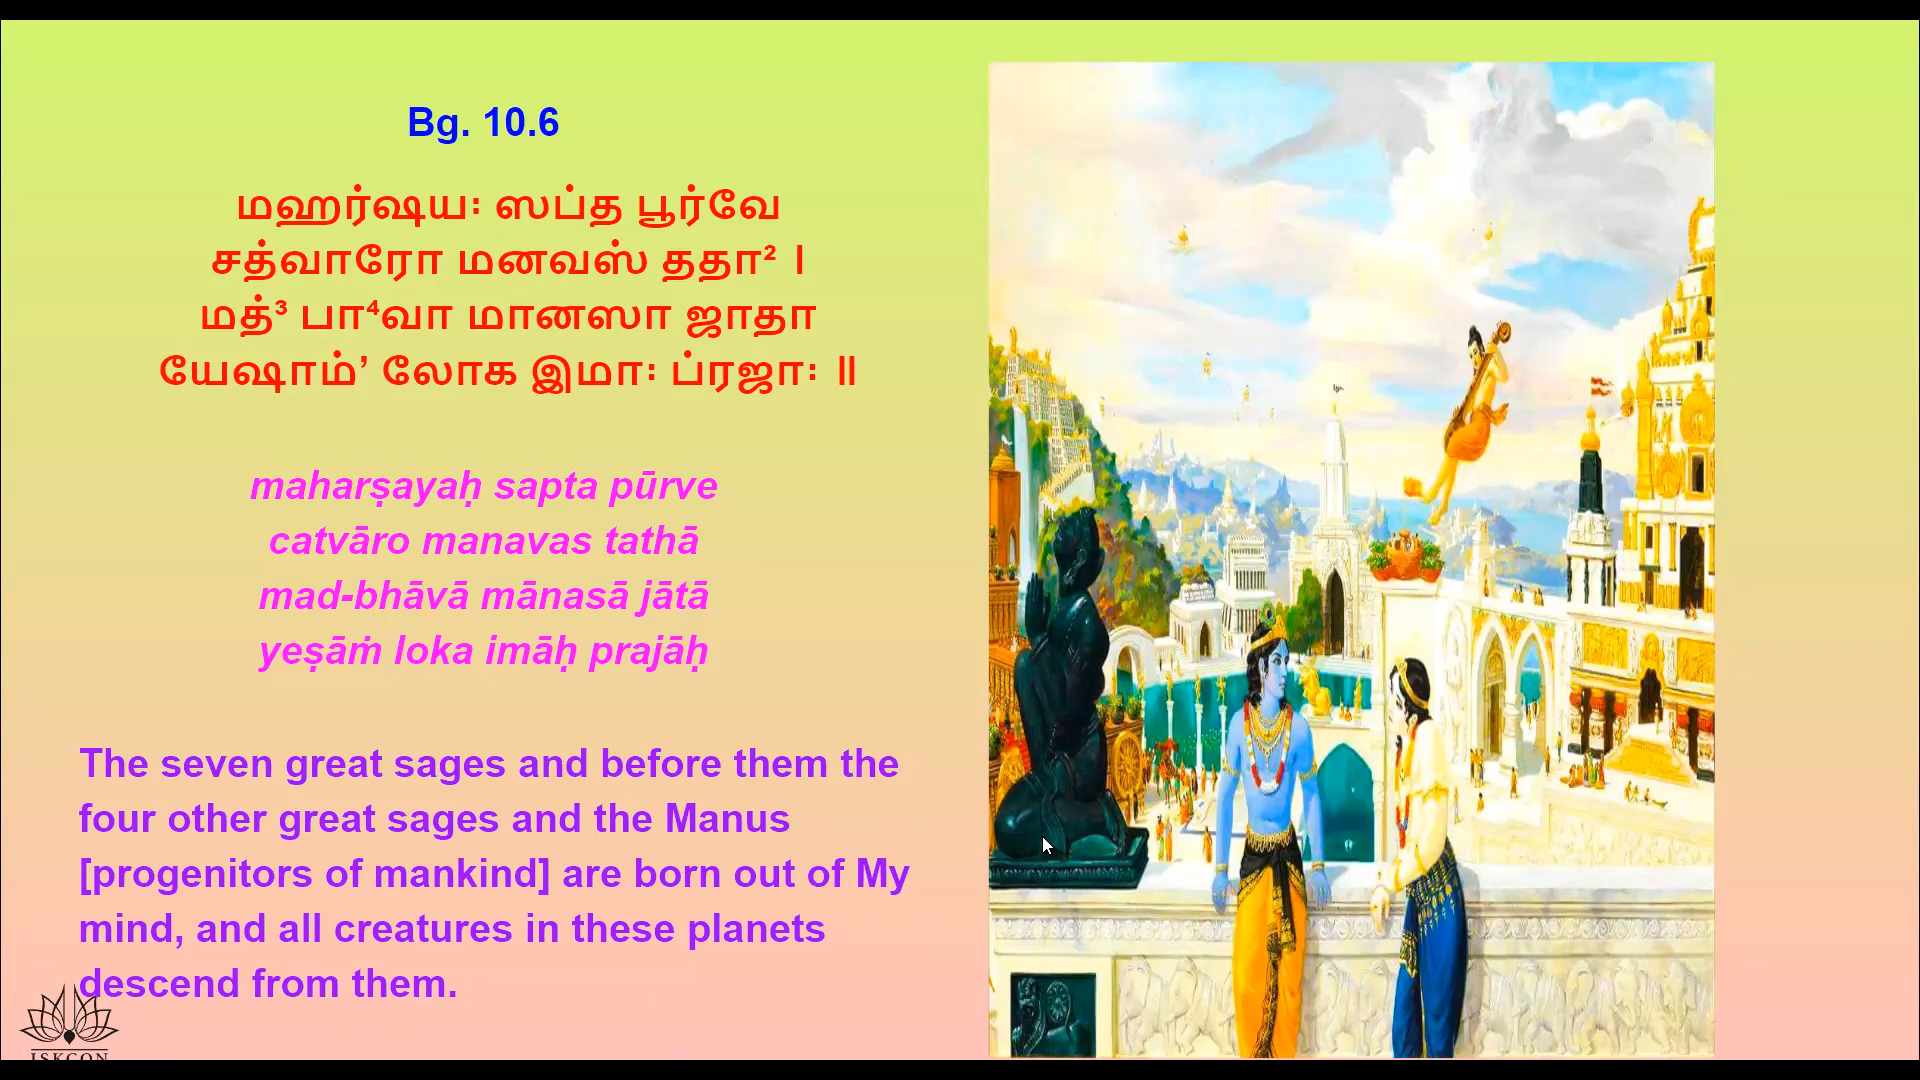 Bg. 10.6
மஹர்ஷய: ஸப்த பூர்வே
சத்வாரோ மனவஸ் ததா² ।
மத்³ பா⁴வா மானஸா ஜாதா
யேஷாம்’ லோக இமா: ப்ரஜா: ॥
maharṣayaḥ sapta pūrve
catvāro manavas tathā
mad-bhāvā mānasā jātā
yeṣāṁ loka imāḥ prajāḥ
The seven great sages and before them the
four other great sages and the Manus
[progenitors of mankind] are born out of My
mind, and all creatures in these planets
descend from them.
ISKCON